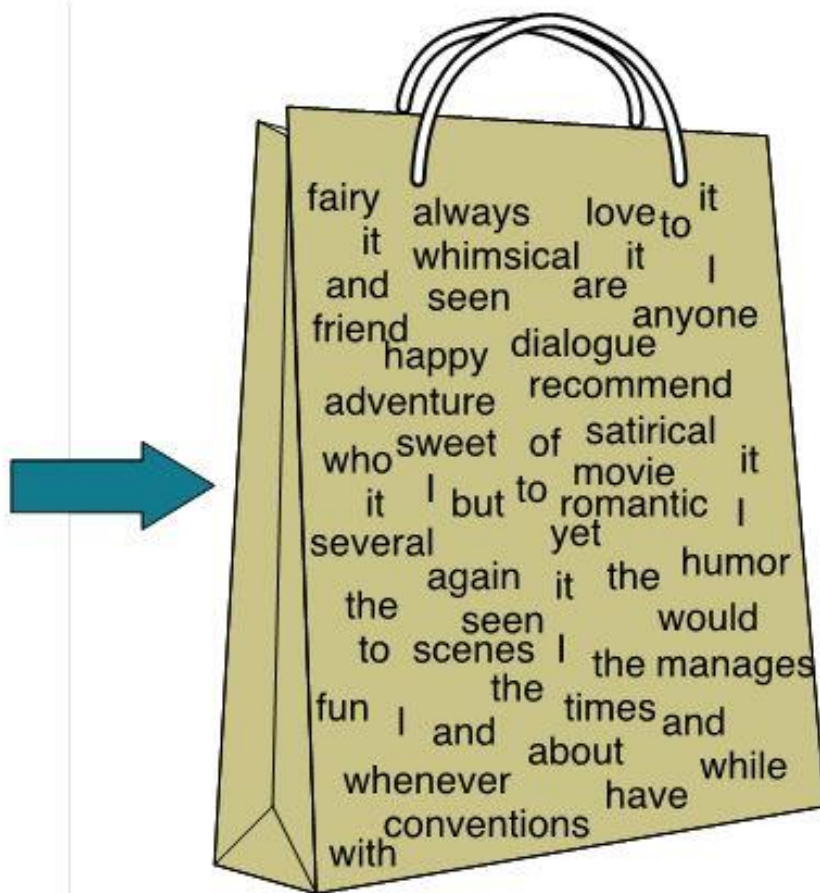 fairy always love to it
it whimsical it I
and seen are
anyone
friend
happy dialogue
recommend
adventure
satirical
who sweet of it
movie
it I but to romantic I
several yet
again it the humor
the seen would
to scenes I the manages
the
fun I and times and
about
whenever have while
conventions
with